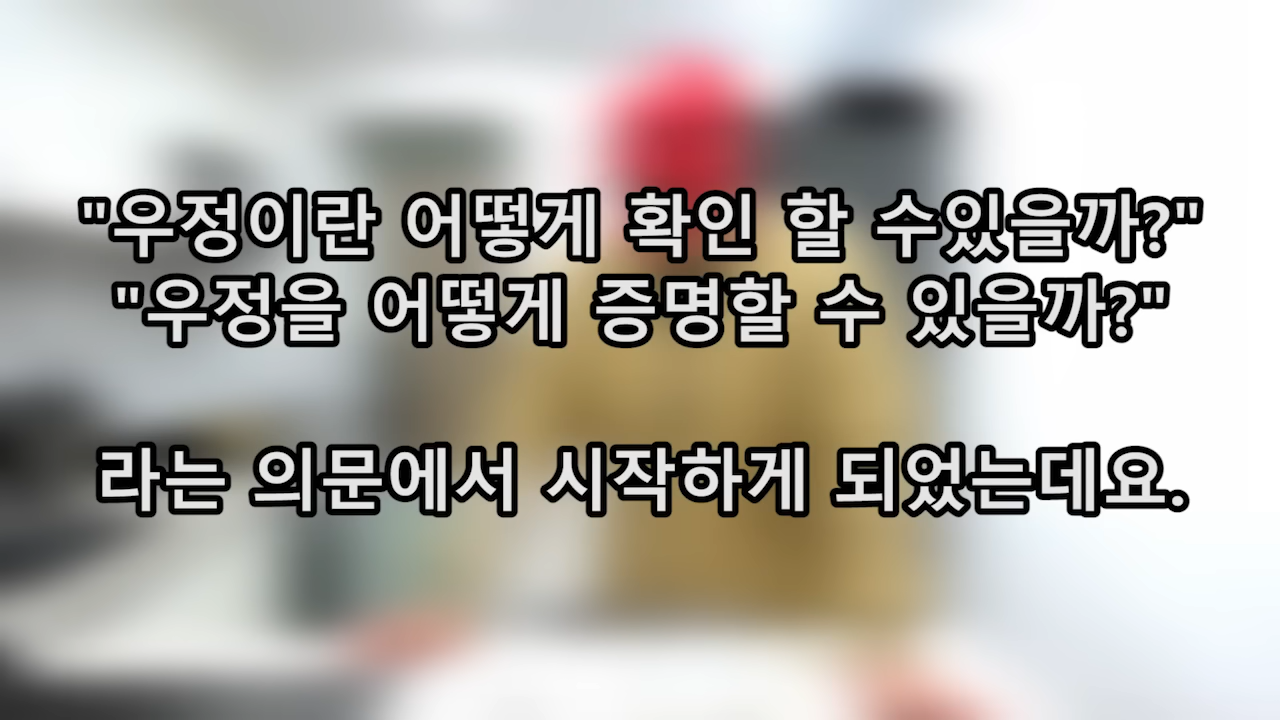 "우정이란 어떻게 확인 할 수있을까?"
"우정을 어떻게 증명할 수 있을까?"
라는 의문에서 시작하게 되었는데요.